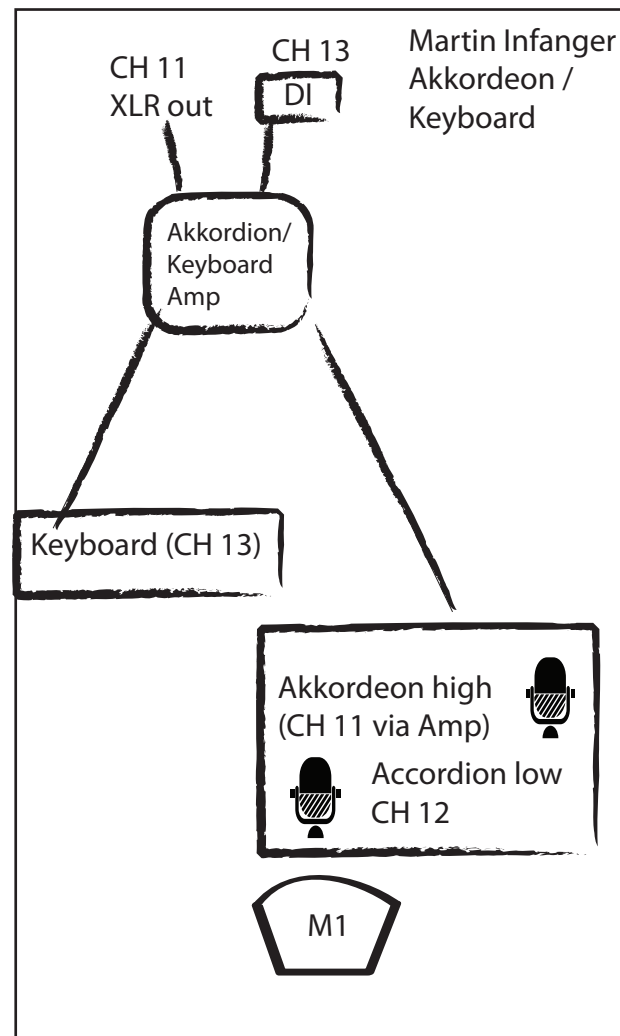 CH 11
XLR out
CH 13
DI
Martin Infanger
Akkordeon /
Keyboard
Akkordion/
Keyboard
Amp
Keyboard (CH 13)
Akkordeon high
(CH 11 via Amp)
Accordion low
CH 12
M1